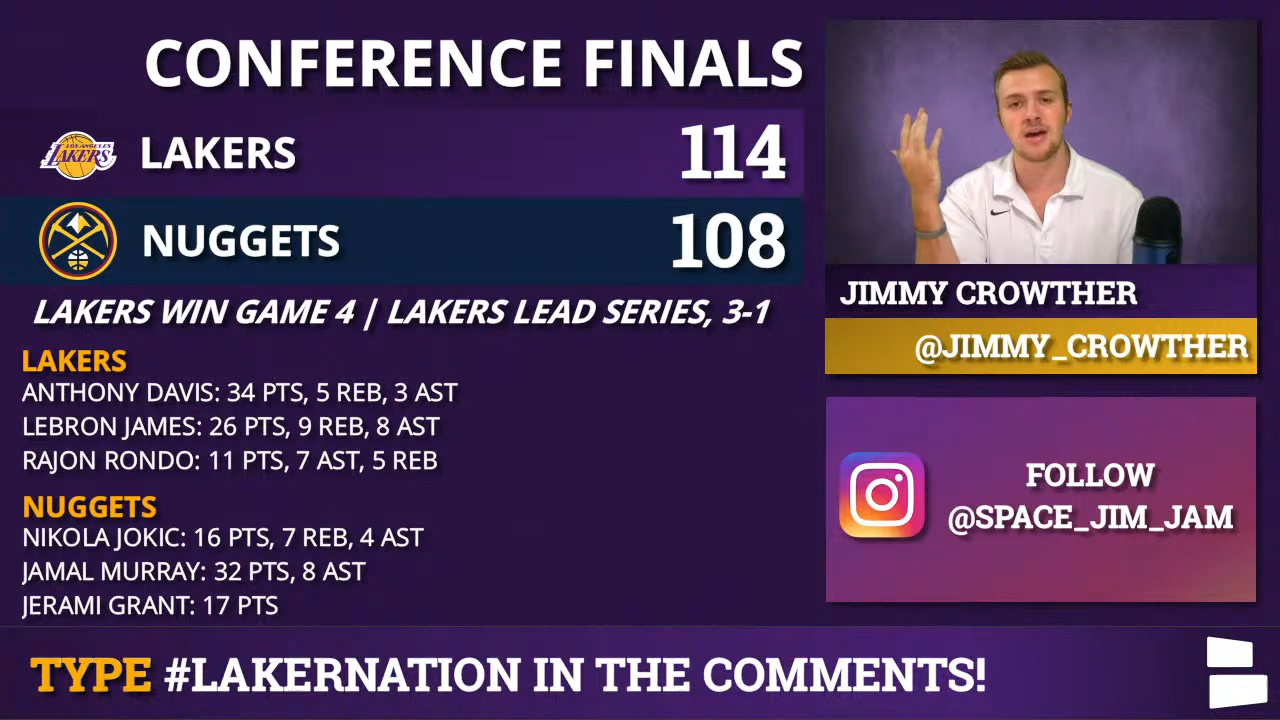 CONFERENCE FINALS
LOS ANGELES
LAKERS
LAKERS 114
NUGGETS 108
LAKERS WIN GAME 4 | LAKERS LEAD SERIES, 3-1
LAKERS
ANTHONY DAVIS: 34 PTS, 5 REB, 3 AST
LEBRON JAMES: 26 PTS, 9 REB, 8 AST
RAJON RONDO: 11 PTS, 7 AST, 5 REB
NUGGETS
NIKOLA JOKIC: 16 PTS, 7 REB, 4 AST
JAMAL MURRAY: 32 PTS, 8 AST
JERAMI GRANT: 17 PTS
JIMMY CROWTHER
@JIMMY_CROWTHER
FOLLOW
@SPACE_JIM_JAM
TYPE #LAKERNATION IN THE COMMENTS!